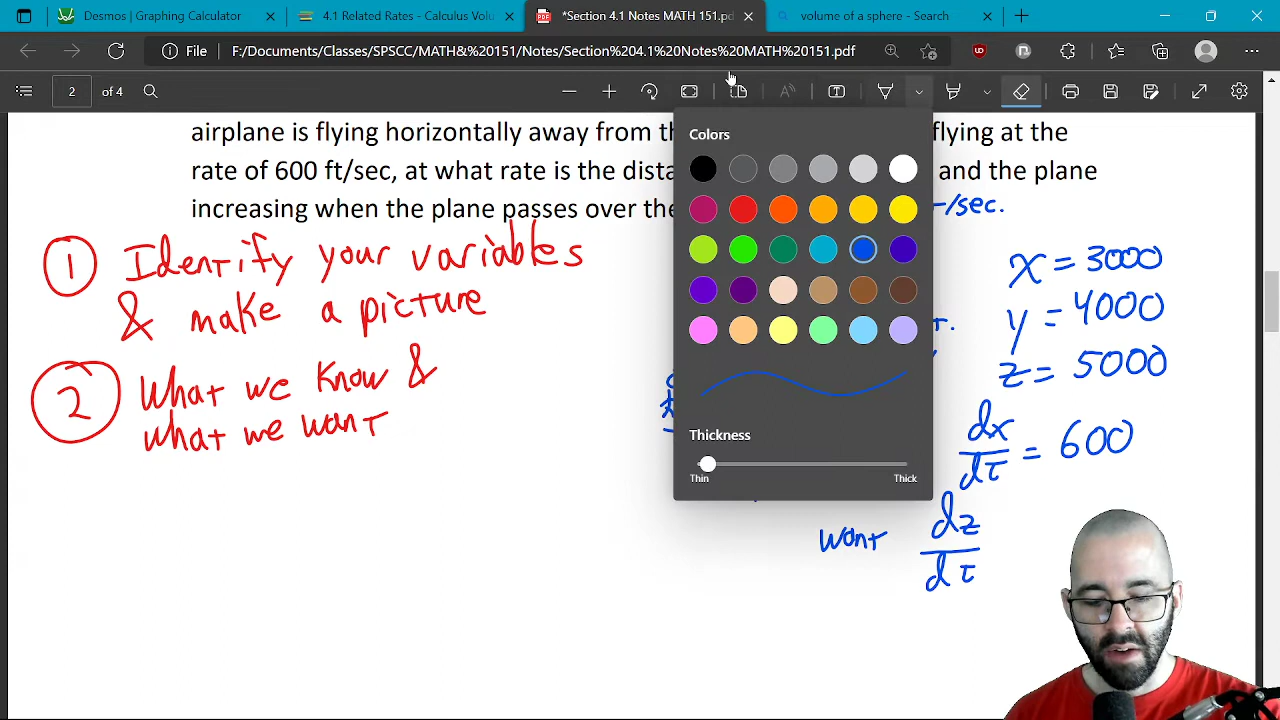 Desmos | Graphing Calculator
4.1 Related Rates - Calculus Volu
*Section 4.1 Notes MATH 151.pd
volume of a sphere - Search
File
F:/Documents/Classes/SPSCC/MATH&%20151/Notes/Section%204.1%20Notes%20MATH%20151.pdf
2 of 4
airplane is flying horizontally away from th flying at the
rate of 600 ft/sec, at what rate is the dista and the plane
increasing when the plane passes over the /sec.
Colors
Thickness
Thin Thick
1 Identify your variables
& make a picture
2 What we know &
what we want
x = 3000
y = 4000
z = 5000
dx/dt = 600
want dz/dt